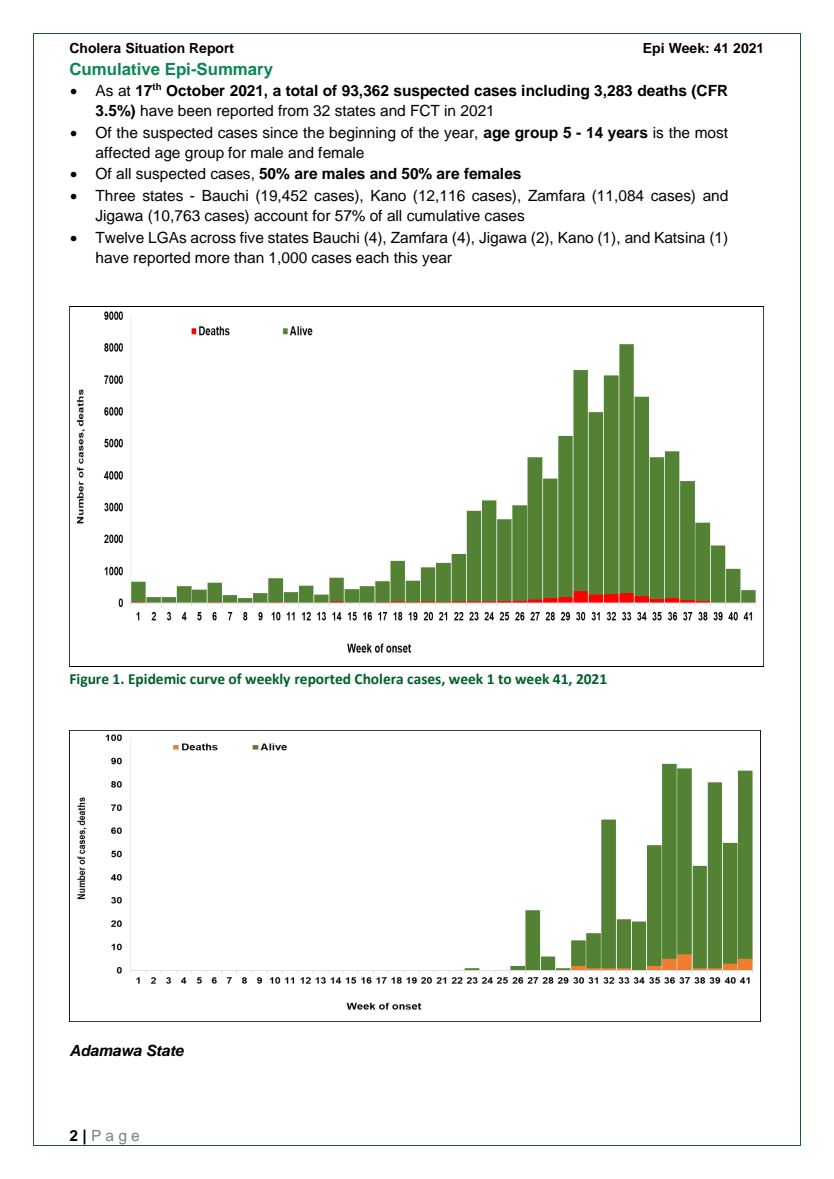 Cholera Situation Report Epi Week: 41 2021
Cumulative Epi-Summary
• As at 17th October 2021, a total of 93,362 suspected cases including 3,283 deaths (CFR
3.5%) have been reported from 32 states and FCT in 2021
• Of the suspected cases since the beginning of the year, age group 5 - 14 years is the most
affected age group for male and female
• Of all suspected cases, 50% are males and 50% are females
• Three states - Bauchi (19,452 cases), Kano (12,116 cases), Zamfara (11,084 cases) and
Jigawa (10,763 cases) account for 57% of all cumulative cases
• Twelve LGAs across five states Bauchi (4), Zamfara (4), Jigawa (2), Kano (1), and Katsina (1)
have reported more than 1,000 cases each this year
Number of cases, deaths
9000
8000
7000
6000
5000
4000
3000
2000
1000
0
Deaths Alive
1 2 3 4 5 6 7 8 9 10 11 12 13 14 15 16 17 18 19 20 21 22 23 24 25 26 27 28 29 30 31 32 33 34 35 36 37 38 39 40 41
Week of onset
Figure 1. Epidemic curve of weekly reported Cholera cases, week 1 to week 41, 2021
Number of cases, deaths
100
90
80
70
60
50
40
30
20
10
0
Deaths Alive
1 2 3 4 5 6 7 8 9 10 11 12 13 14 15 16 17 18 19 20 21 22 23 24 25 26 27 28 29 30 31 32 33 34 35 36 37 38 39 40 41
Week of onset
Adamawa State
2 | Page